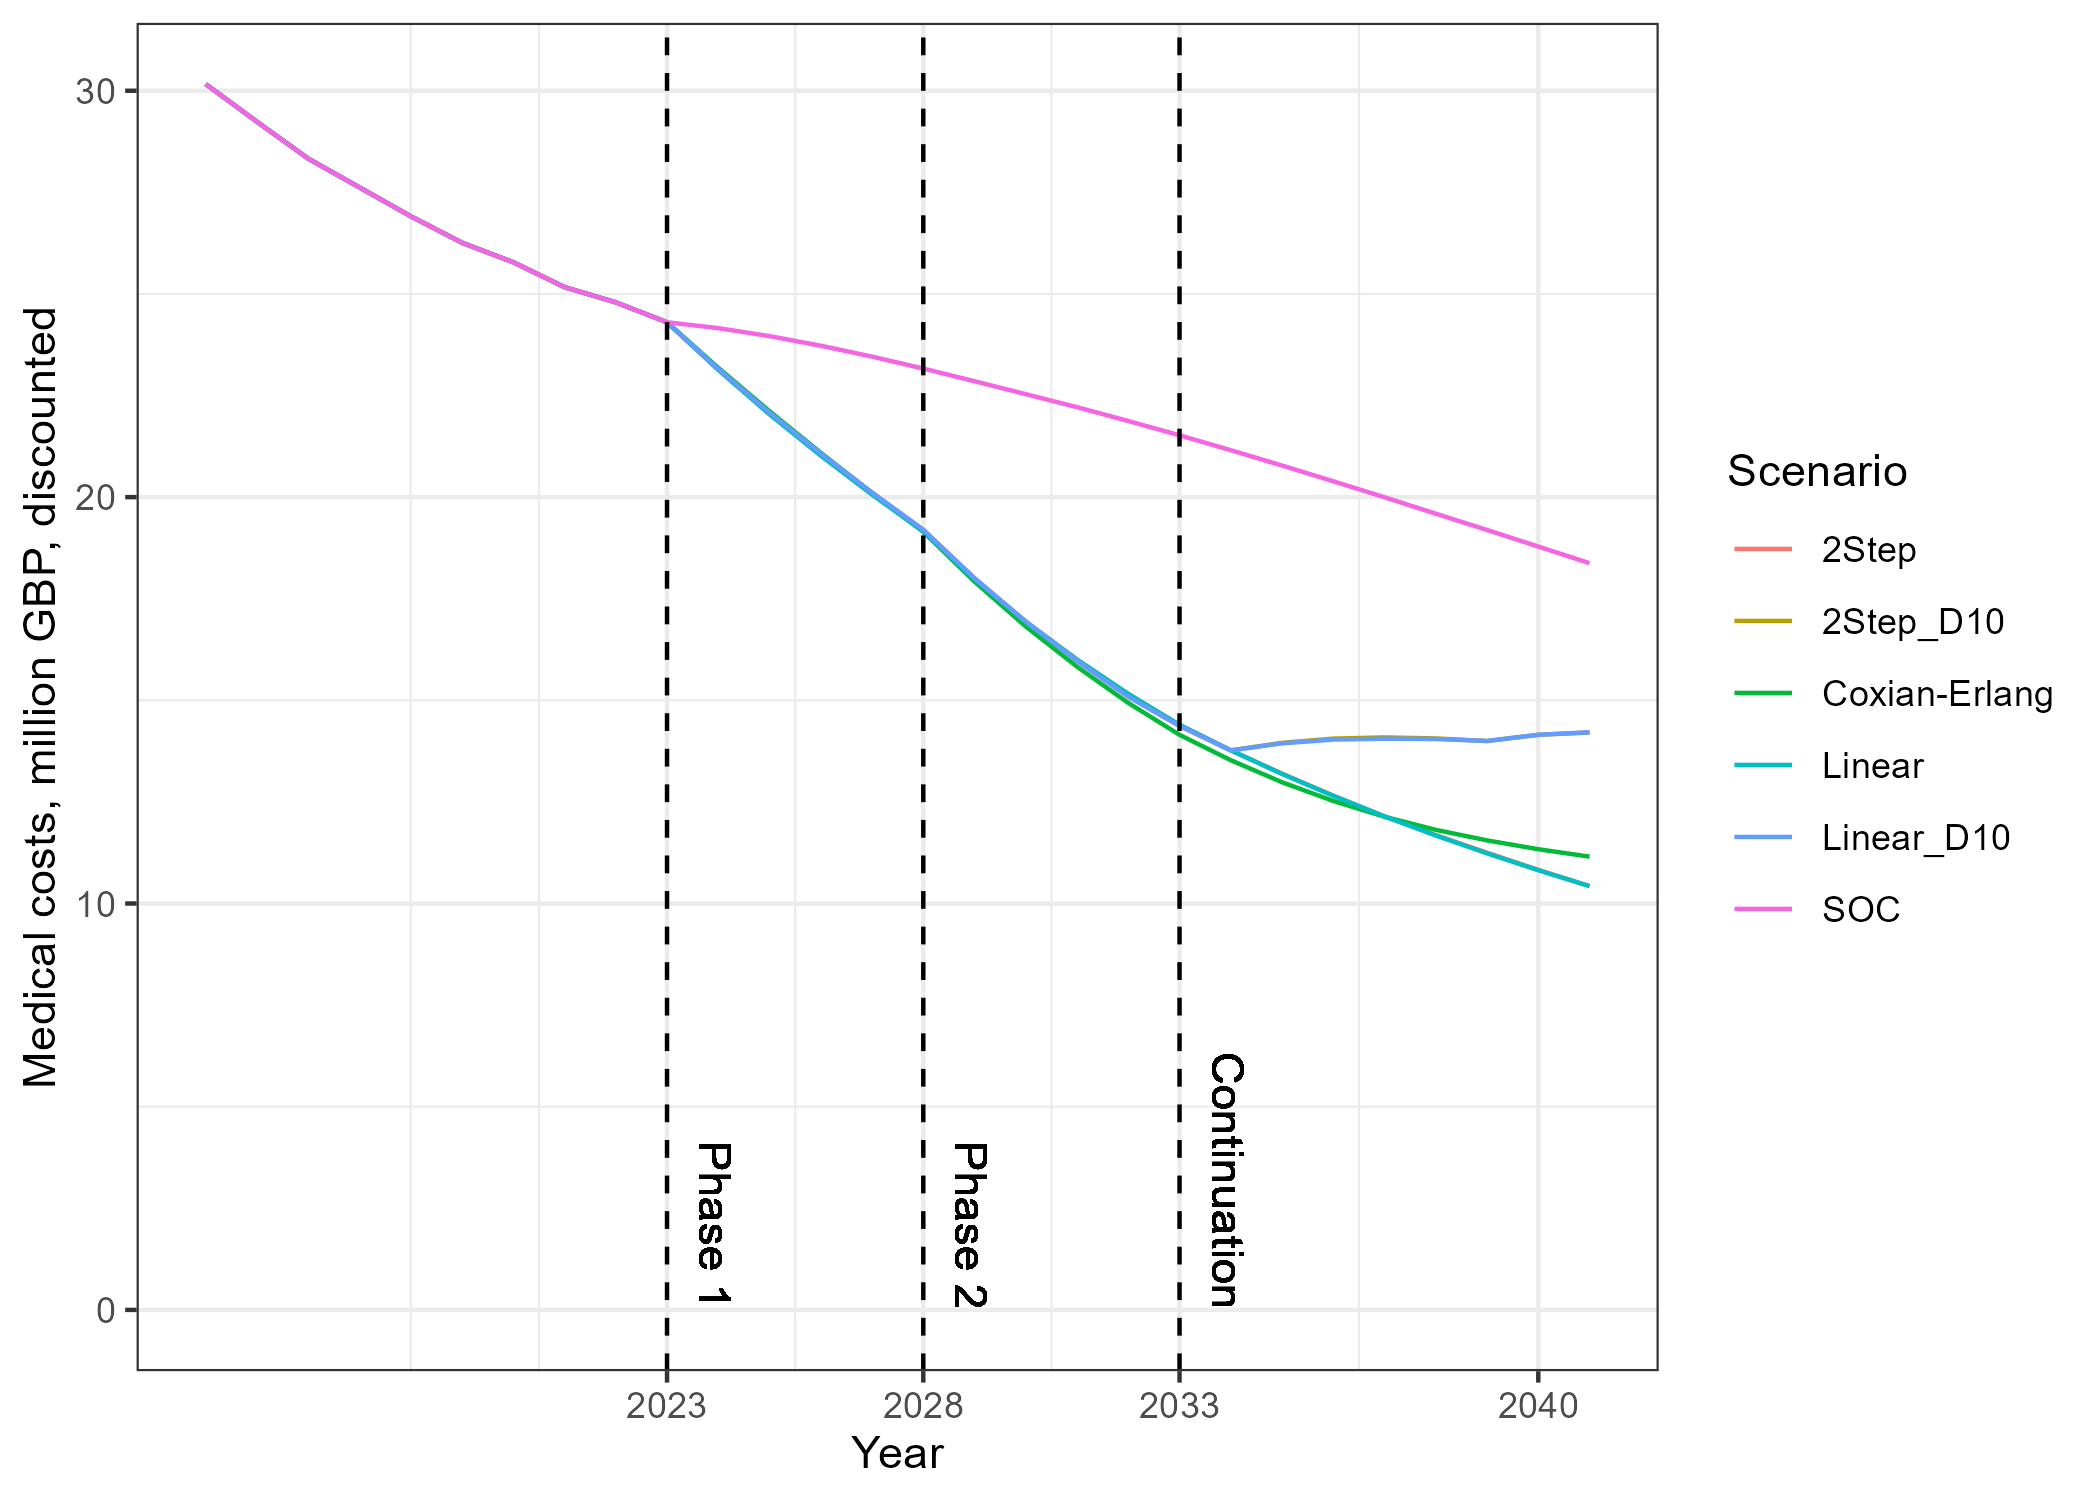 Medical costs, million GBP, discounted
30
20
10
0
Phase 1
Phase 2
Continuation
2023
2028
2033
2040
Year
Scenario
2Step
2Step_D10
Coxian-Erlang
Linear
Linear_D10
SOC